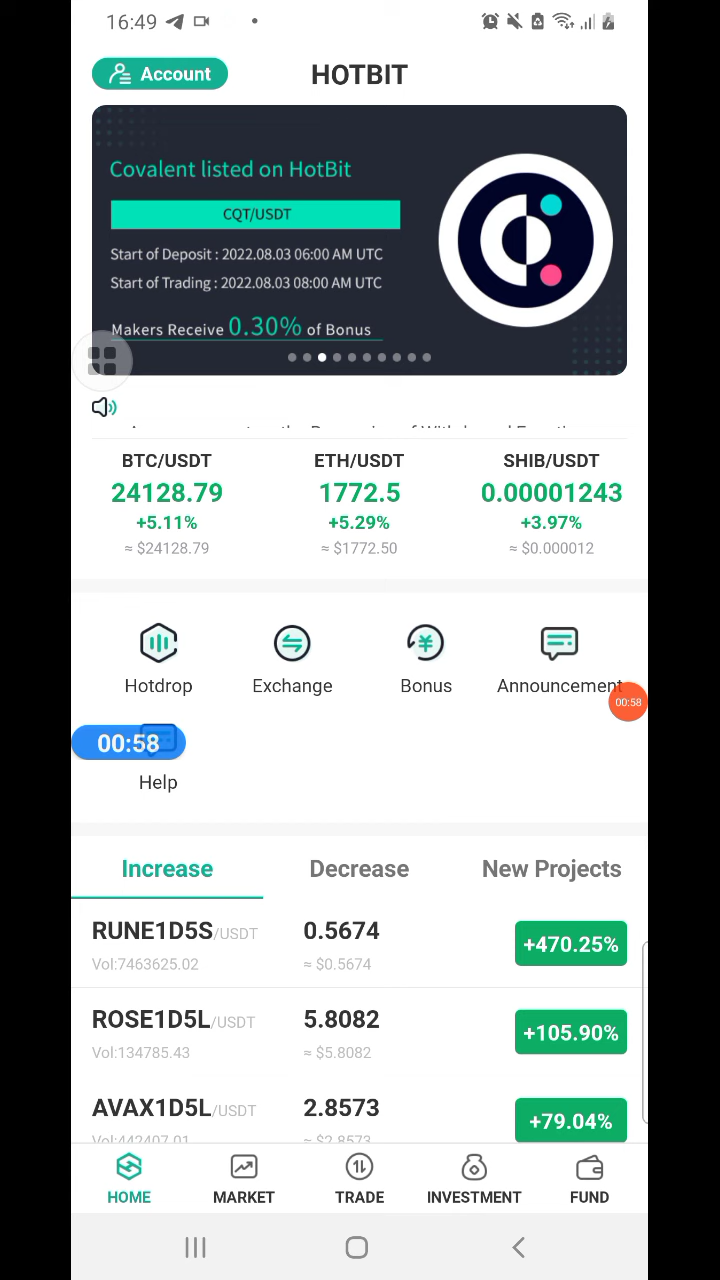 16:49
Account
HOTBIT
Covalent listed on HotBit
CQT/USDT
Start of Deposit : 2022.08.03 06:00 AM UTC
Start of Trading : 2022.08.03 08:00 AM UTC
Makers Receive 0.30% of Bonus
BTC/USDT ETH/USDT SHIB/USDT
24128.79 1772.5 0.00001243
+5.11% +5.29% +3.97%
≈ $24128.79 ≈ $1772.50 ≈ $0.000012
Hotdrop Exchange Bonus Announcement
00:58
00:58
Help
Increase Decrease New Projects
RUNE1D5S/USDT 0.5674 +470.25%
Vol:7463625.02 ≈ $0.5674
ROSE1D5L/USDT 5.8082 +105.90%
Vol:134785.43 ≈ $5.8082
AVAX1D5L/USDT 2.8573 +79.04%
Vol:442407.01 ≈ $2.8573
HOME MARKET TRADE INVESTMENT FUND